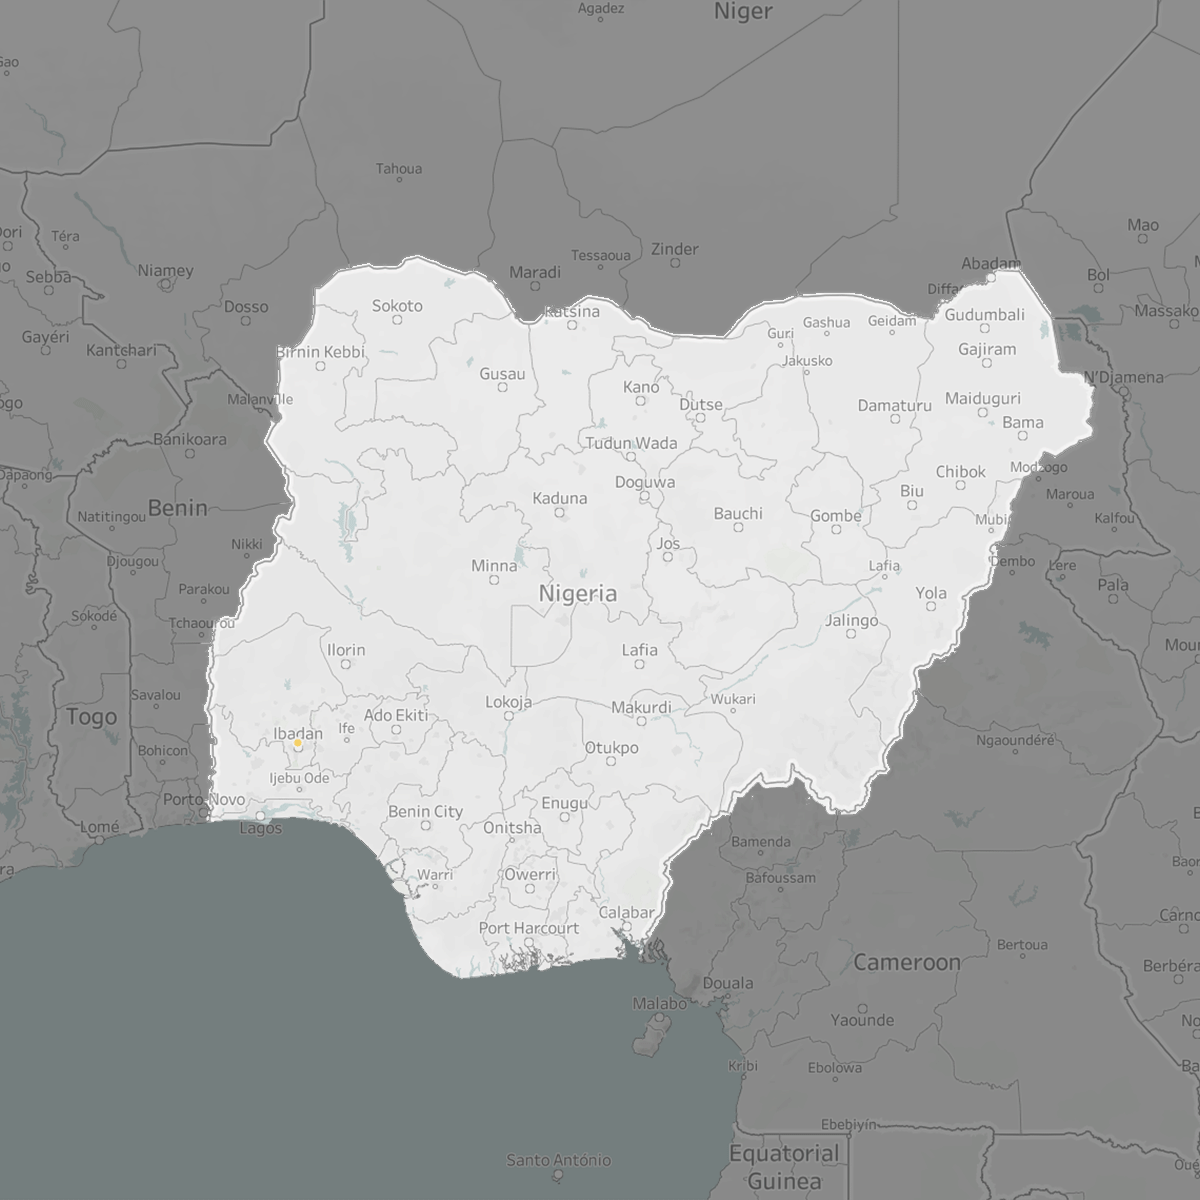 Agadez
Niger
Gao
Tahoua
Mao
Téra
Zinder
Tessaoua
Abadam
Niamey
Maradi
Bol
Sebba
Dosso
Sokoto
Katsina
Massako
Gudumbali
Gashua
Geidam
Guri
Gayéri
Kantchari
Birnin Kebbi
Gajiram
Jakusko
Gusau
Kano
N'Djamena
Malanville
Dutse
Damaturu
Maiduguri
Bama
Banikoara
Tudun Wada
Dapaong
Chibok
Modzogo
Doguwa
Biu
Maroua
Benin
Kaduna
Natitingou
Bauchi
Gombe
Mubi
Kalfou
Nikki
Jos
Djougou
Minna
Lafia
Dembo
Lere
Parakou
Nigeria
Yola
Pala
Sokodé
Tchaourou
Jalingo
Ilorin
Lafia
Savalou
Lokoja
Wukari
Makurdi
Togo
Ado Ekiti
Ife
Ibadan
Ngaoundéré
Bohicon
Otukpo
Ijebu Ode
Porto Novo
Enugu
Benin City
Lomé
Lagos
Onitsha
Bamenda
Warri
Owerri
Bafoussam
Calabar
Port Harcourt
Bertoua
Cameroon
Berbéra
Douala
Malabo
Yaounde
Kribi
Ebolowa
Ebebiyín
Equatorial
Guinea
Santo António